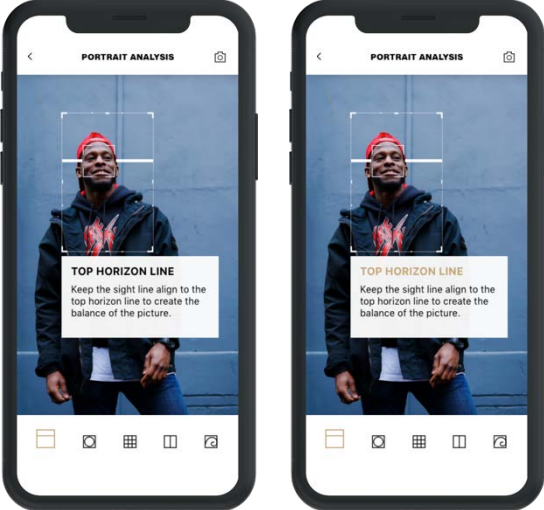 PORTRAIT ANALYSIS
TOP HORIZON LINE
Keep the sight line align to the
top horizon line to create the
balance of the picture.
PORTRAIT ANALYSIS
TOP HORIZON LINE
Keep the sight line align to the
top horizon line to create the
balance of the picture.